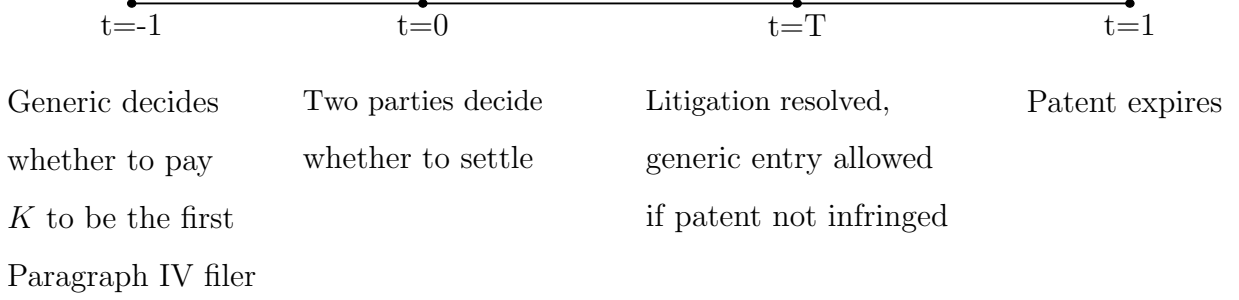 t=-1 t=0 t=T t=1
Generic decides
whether to pay
K to be the first
Paragraph IV filer
Two parties decide
whether to settle
Litigation resolved,
generic entry allowed
if patent not infringed
Patent expires